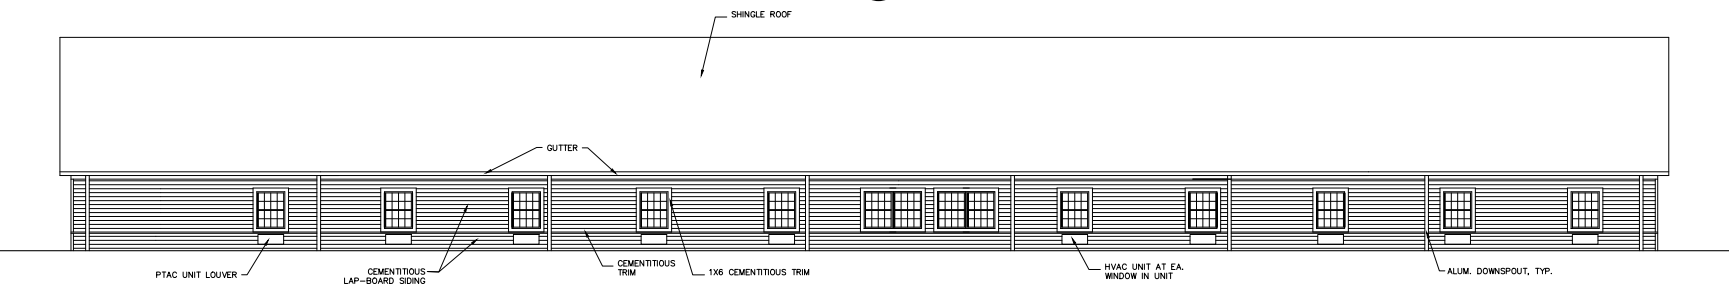 SHINGLE ROOF
GUTTER
PTAC UNIT LOUVER
CEMENTITIOUS
LAP-BOARD SIDING
CEMENTITIOUS
TRIM
1X6 CEMENTITIOUS TRIM
HVAC UNIT AT EA.
WINDOW IN UNIT
ALUM. DOWNSPOUT, TYP.